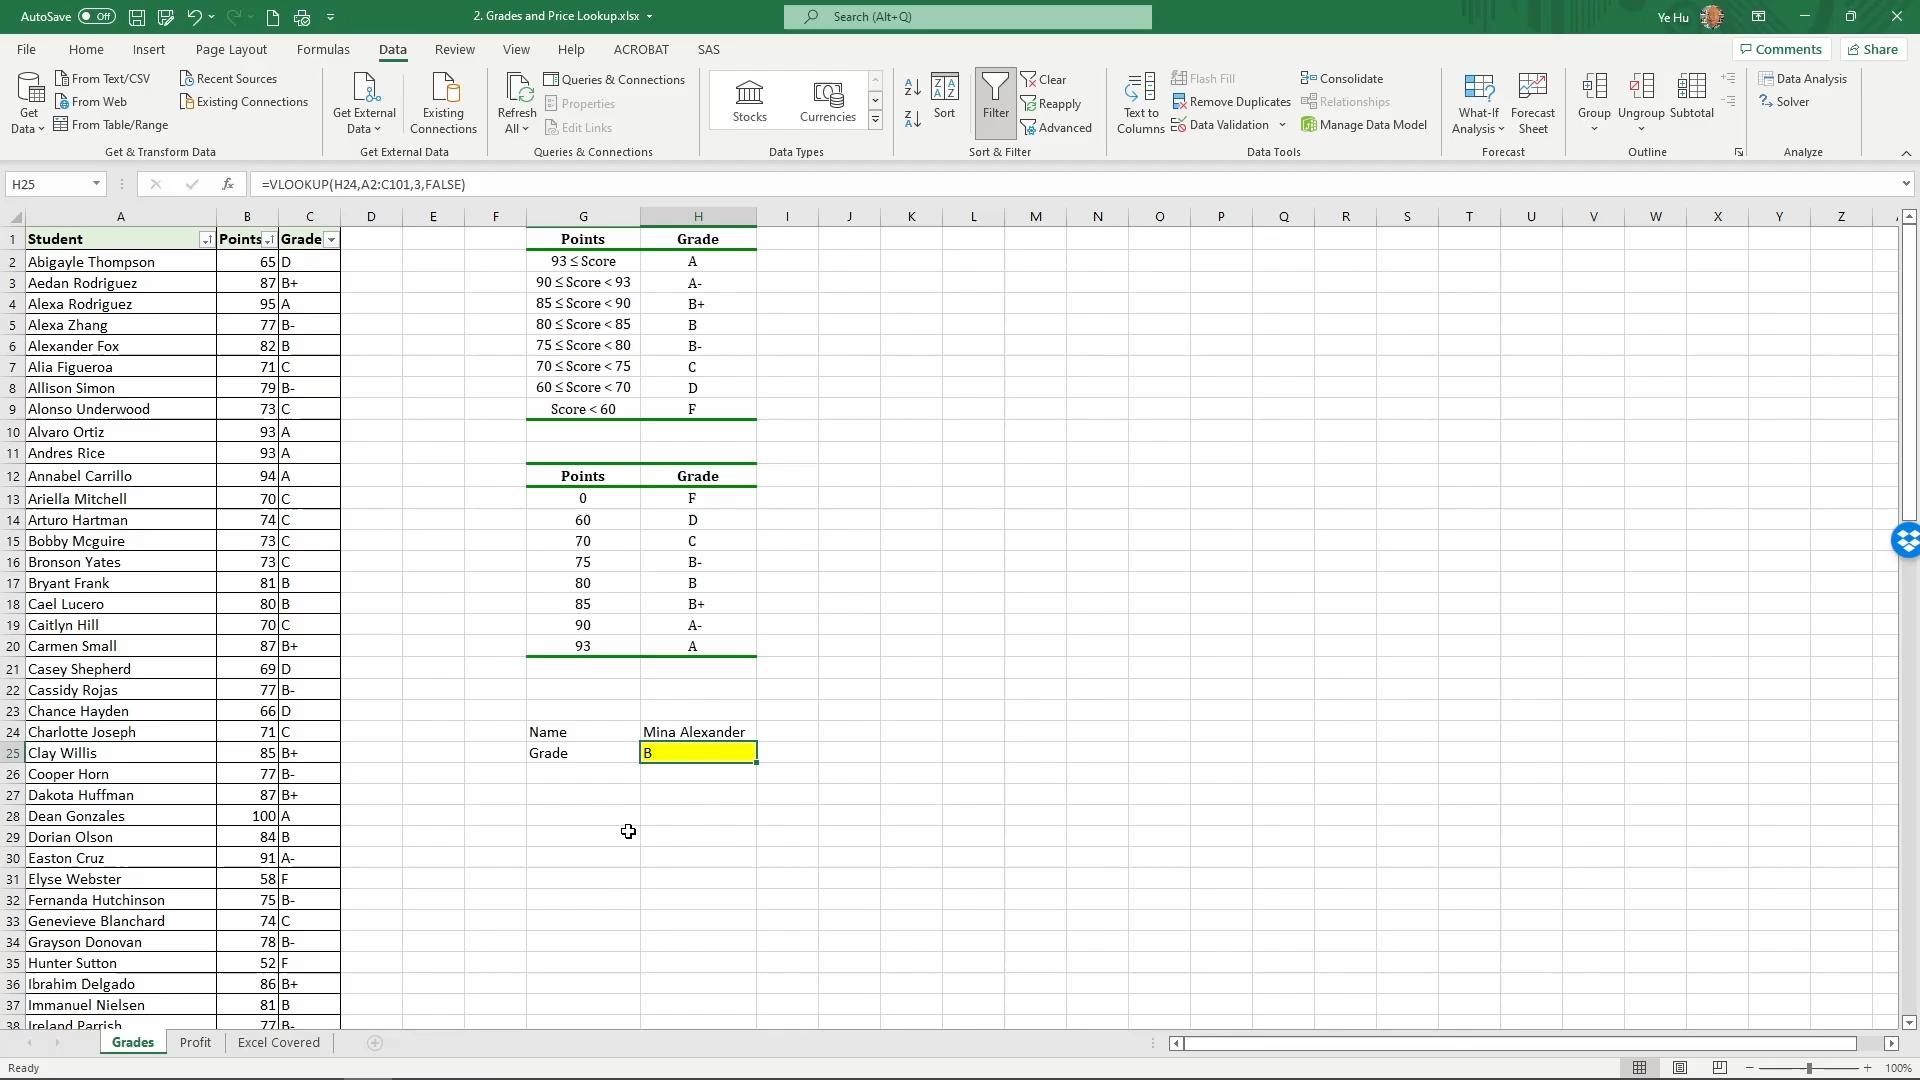 AutoSave Off
2. Grades and Price Lookup.xlsx
Search (Alt+Q)
Ye Hu
File Home Insert Page Layout Formulas Data Review View Help ACROBAT SAS
Comments Share
Get Data
From Text/CSV
From Web
From Table/Range
Recent Sources
Existing Connections
Get & Transform Data
Get External Data
Existing Connections
Get External Data
Refresh All
Queries & Connections
Properties
Edit Links
Queries & Connections
Stocks
Currencies
Data Types
Sort
Filter
Clear
Reapply
Advanced
Sort & Filter
Text to Columns
Flash Fill
Remove Duplicates
Data Validation
Consolidate
Relationships
Manage Data Model
Data Tools
What-If Analysis
Forecast Sheet
Forecast
Group
Ungroup
Subtotal
Outline
Data Analysis
Solver
Analyze
H25
fx
=VLOOKUP(H24,A2:C101,3,FALSE)
A B C D E F G H I J K L M N O P Q R S T U V W X Y Z
1 Student Points Grade Points Grade
2 Abigayle Thompson 65 D 93 ≤ Score A
3 Aedan Rodriguez 87 B+ 90 ≤ Score < 93 A-
4 Alexa Rodriguez 95 A 85 ≤ Score < 90 B+
5 Alexa Zhang 77 B- 80 ≤ Score < 85 B
6 Alexander Fox 82 B 75 ≤ Score < 80 B-
7 Alia Figueroa 71 C 70 ≤ Score < 75 C
8 Allison Simon 79 B- 60 ≤ Score < 70 D
9 Alonso Underwood 73 C Score < 60 F
10 Alvaro Ortiz 93 A
11 Andres Rice 93 A
12 Annabel Carrillo 94 A Points Grade
13 Ariella Mitchell 70 C 0 F
14 Arturo Hartman 74 C 60 D
15 Bobby Mcguire 73 C 70 C
16 Bronson Yates 73 C 75 B-
17 Bryant Frank 81 B 80 B
18 Cael Lucero 80 B 85 B+
19 Caitlyn Hill 70 C 90 A-
20 Carmen Small 87 B+ 93 A
21 Casey Shepherd 69 D
22 Cassidy Rojas 77 B-
23 Chance Hayden 66 D
24 Charlotte Joseph 71 C Name Mina Alexander
25 Clay Willis 85 B+ Grade B
26 Cooper Horn 77 B-
27 Dakota Huffman 87 B+
28 Dean Gonzales 100 A
29 Dorian Olson 84 B
30 Easton Cruz 91 A-
31 Elyse Webster 58 F
32 Fernanda Hutchinson 75 B-
33 Genevieve Blanchard 74 C
34 Grayson Donovan 78 B-
35 Hunter Sutton 52 F
36 Ibrahim Delgado 86 B+
37 Immanuel Nielsen 81 B
38 Ireland Parrish 77 B-
Grades Profit Excel Covered
Ready
100%